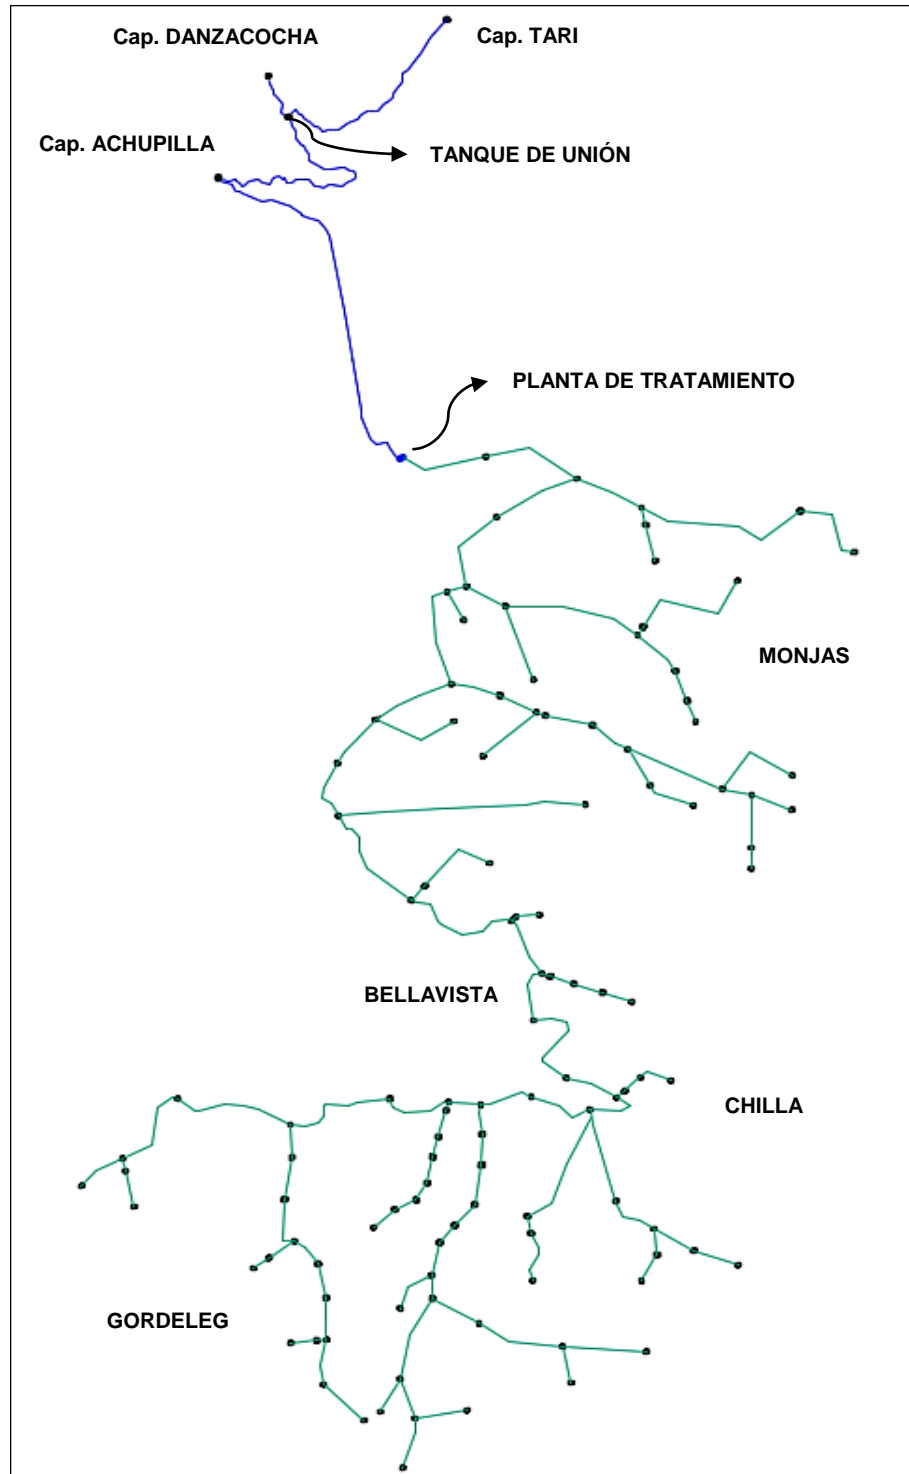 Cap. DANZACOCHA
Cap. TARI
Cap. ACHUPILLA
TANQUE DE UNIÓN
PLANTA DE TRATAMIENTO
MONJAS
BELLAVISTA
CHILLA
GORDELEG